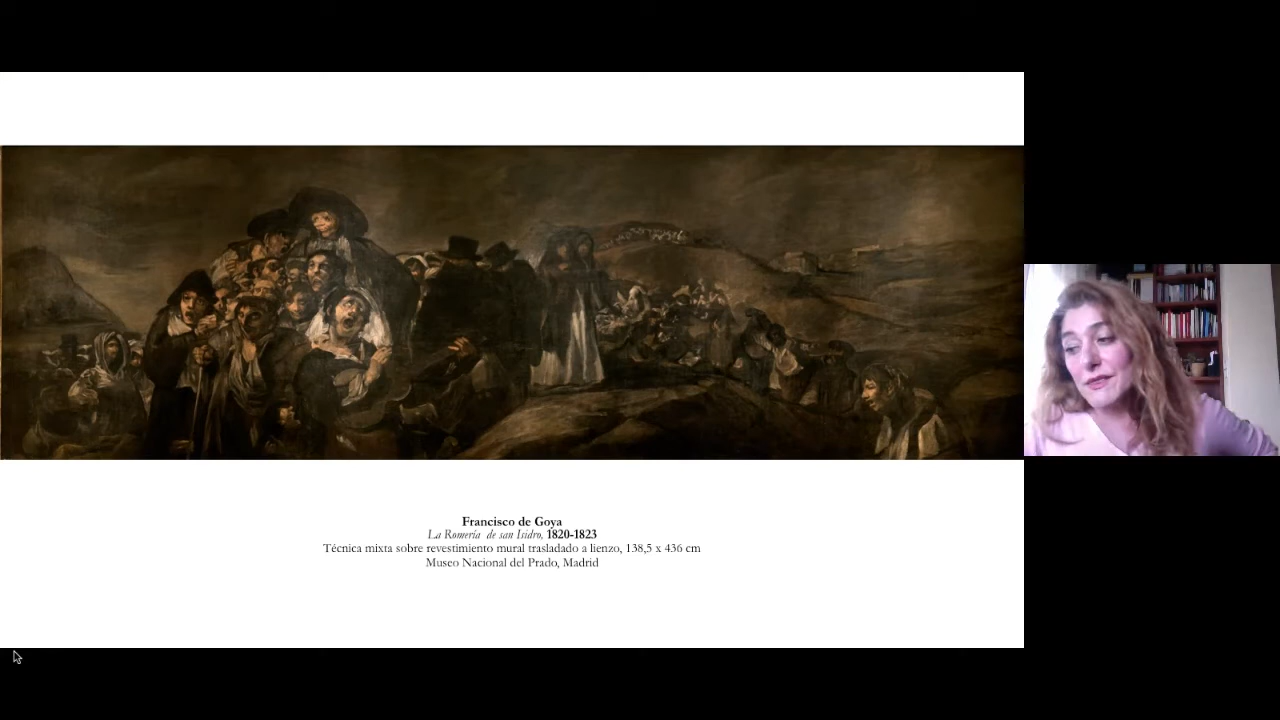 Francisco de Goya
La Romería de san Isidro, 1820-1823
Técnica mixta sobre revestimiento mural trasladado a lienzo, 138,5 x 436 cm
Museo Nacional del Prado, Madrid